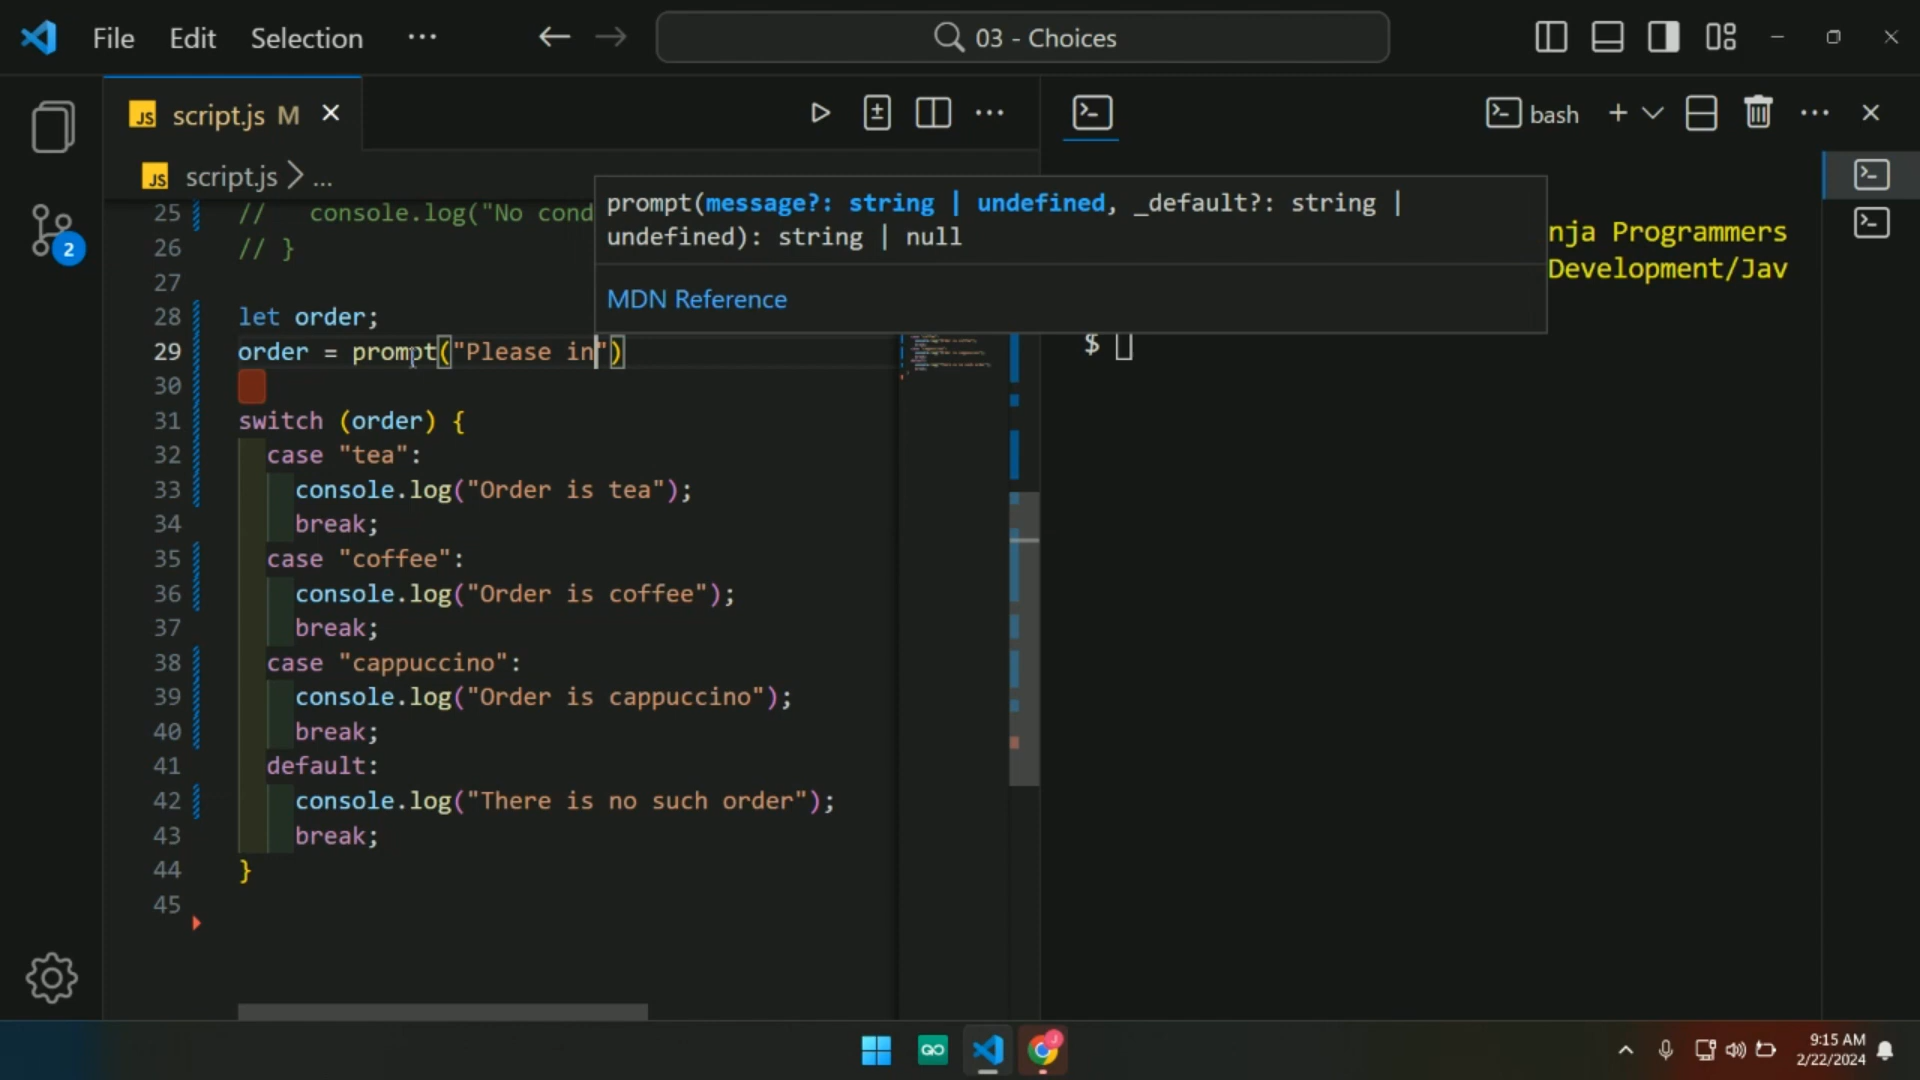 File Edit Selection ···
03 - Choices
JS script.js M
bash
JS script.js > ...
prompt(message?: string | undefined, _default?: string |
undefined): string | null
MDN Reference
nja Programmers
Development/Jav
$
25 //   console.log("No cond
26 // }
27
28 let order;
29 order = prompt("Please in")
30
31 switch (order) {
32   case "tea":
33     console.log("Order is tea");
34     break;
35   case "coffee":
36     console.log("Order is coffee");
37     break;
38   case "cappuccino":
39     console.log("Order is cappuccino");
40     break;
41   default:
42     console.log("There is no such order");
43     break;
44 }
45
2
9:15 AM
2/22/2024